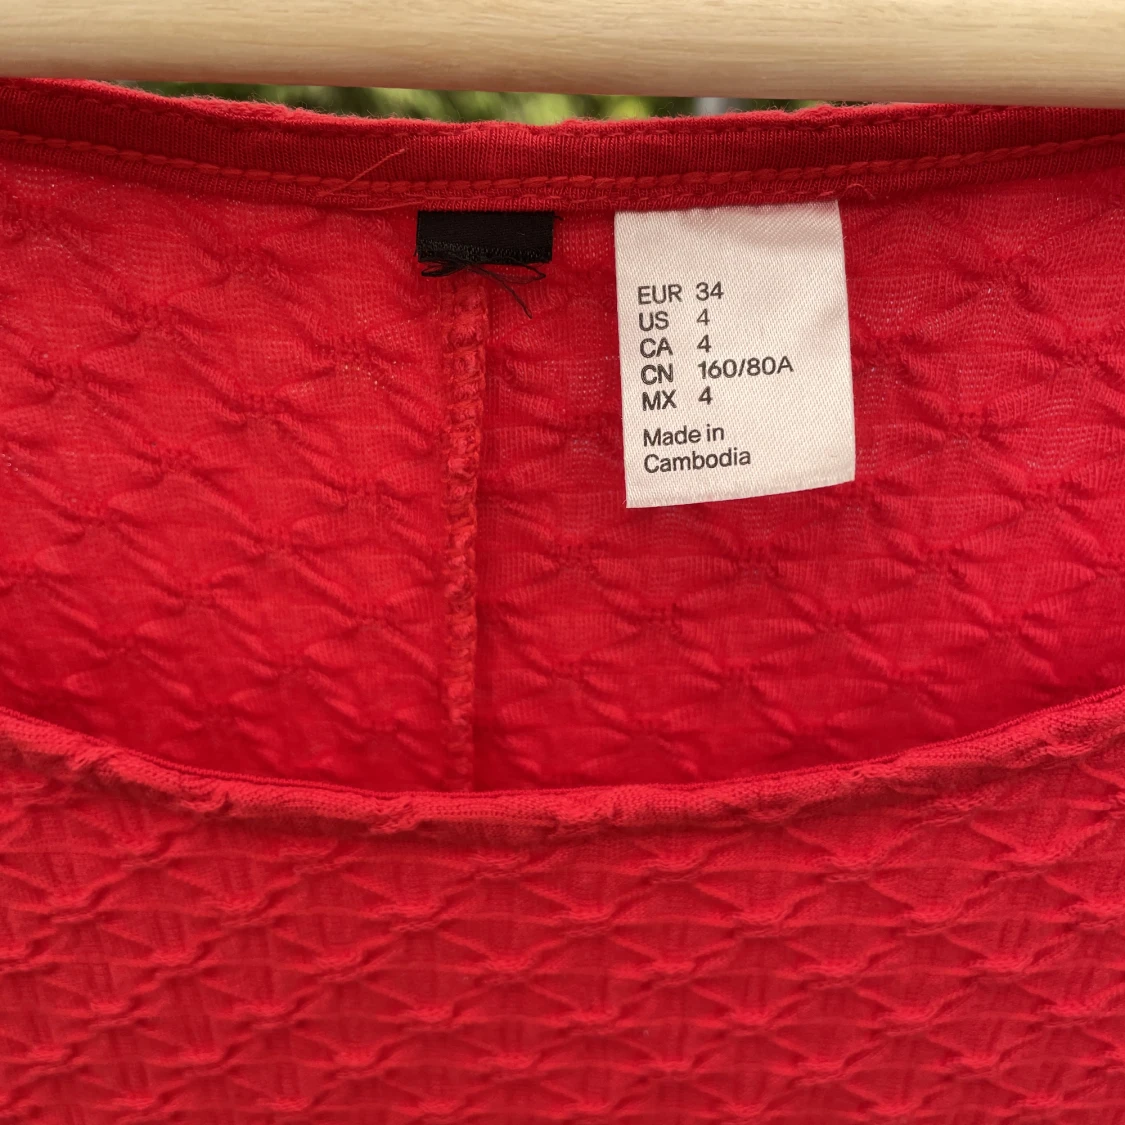 EUR 34
US 4
CA 4
CN 160/80A
MX 4
Made in
Cambodia